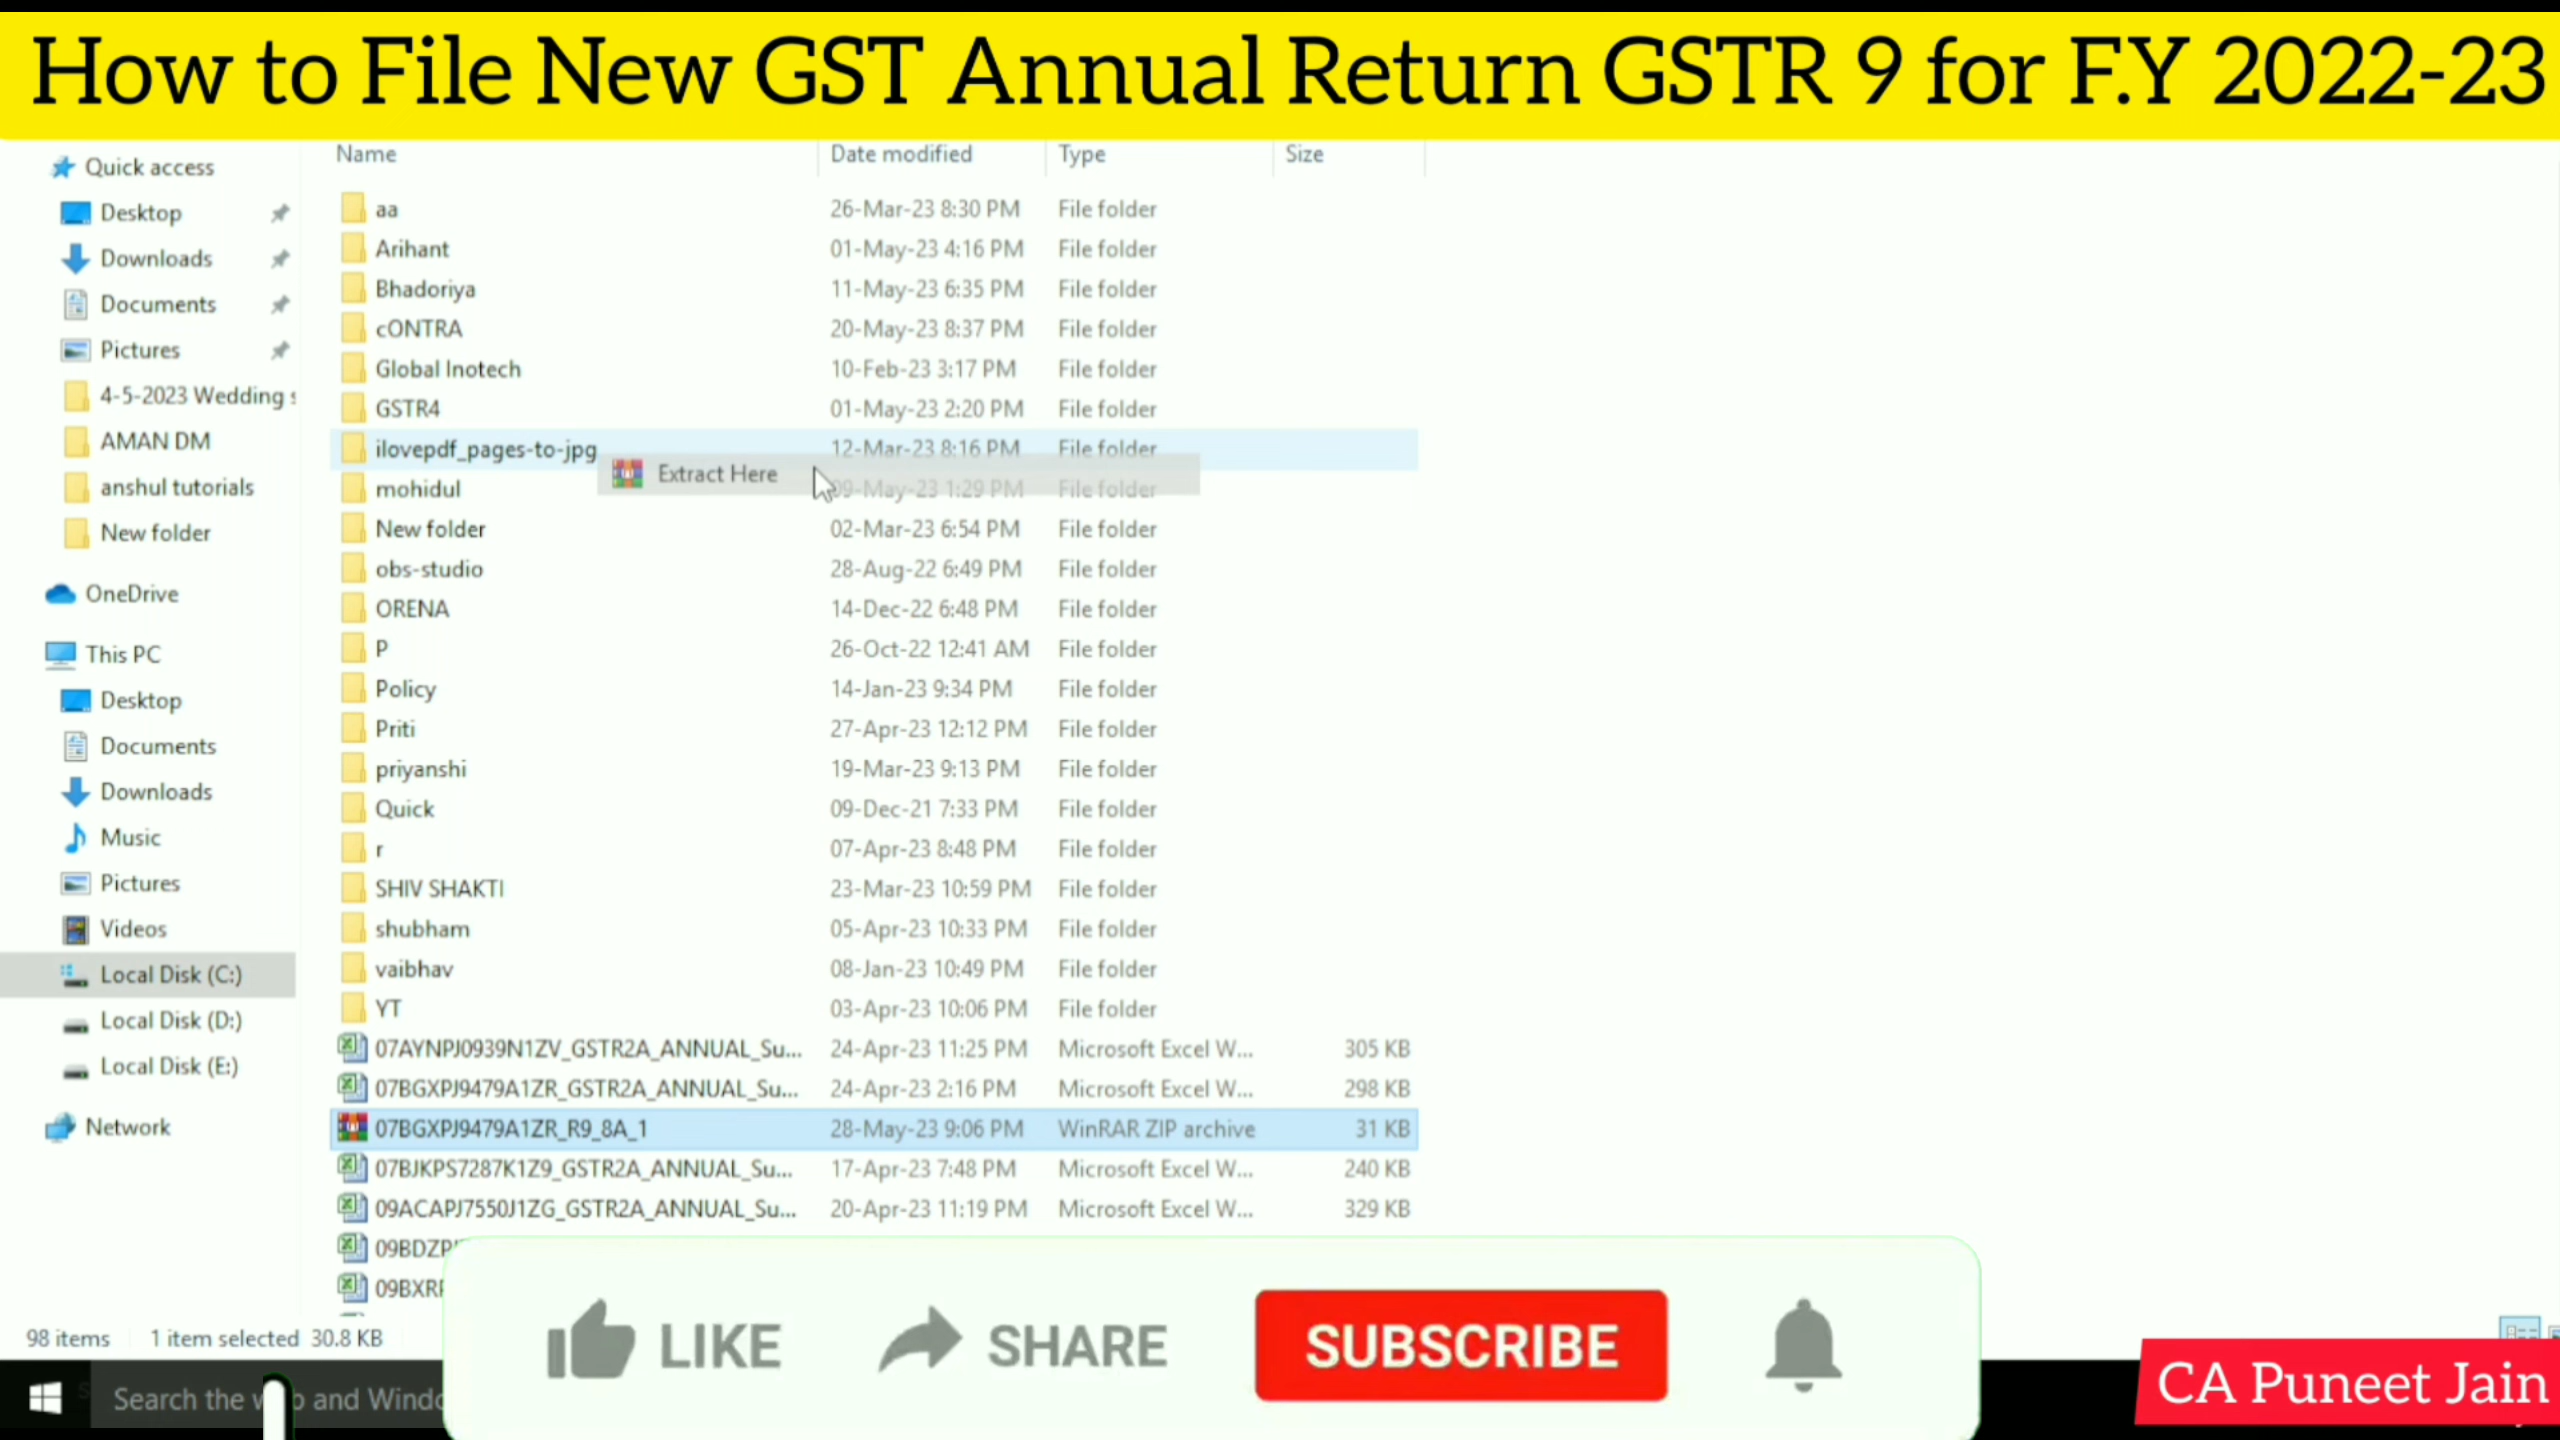 How to File New GST Annual Return GSTR 9 for F.Y 2022-23
Name Date modified Type Size
Quick access
Desktop
Downloads
Documents
Pictures
4-5-2023 Wedding
AMAN DM
anshul tutorials
New folder
OneDrive
This PC
Desktop
Documents
Downloads
Music
Pictures
Videos
Local Disk (C:)
Local Disk (D:)
Local Disk (E:)
Network
aa 26-Mar-23 8:30 PM File folder
Arihant 01-May-23 4:16 PM File folder
Bhadoriya 11-May-23 6:35 PM File folder
cONTRA 20-May-23 8:37 PM File folder
Global Inotech 10-Feb-23 3:17 PM File folder
GSTR4 01-May-23 2:20 PM File folder
ilovepdf_pages-to-jpg 12-Mar-23 8:16 PM File folder
Extract Here
mohidul 09-May-23 1:29 PM File folder
New folder 02-Mar-23 6:54 PM File folder
obs-studio 28-Aug-22 6:49 PM File folder
ORENA 14-Dec-22 6:48 PM File folder
P 26-Oct-22 12:41 AM File folder
Policy 14-Jan-23 9:34 PM File folder
Priti 27-Apr-23 12:12 PM File folder
priyanshi 19-Mar-23 9:13 PM File folder
Quick 09-Dec-21 7:33 PM File folder
r 07-Apr-23 8:48 PM File folder
SHIV SHAKTI 23-Mar-23 10:59 PM File folder
shubham 05-Apr-23 10:33 PM File folder
vaibhav 08-Jan-23 10:49 PM File folder
YT 03-Apr-23 10:06 PM File folder
07AYNPJ0939N1ZV_GSTR2A_ANNUAL_Su... 24-Apr-23 11:25 PM Microsoft Excel W... 305 KB
07BGXPJ9479A1ZR_GSTR2A_ANNUAL_Su... 24-Apr-23 2:16 PM Microsoft Excel W... 298 KB
07BGXPJ9479A1ZR_R9_8A_1 28-May-23 9:06 PM WinRAR ZIP archive 31 KB
07BJKPS7287K1Z9_GSTR2A_ANNUAL_Su... 17-Apr-23 7:48 PM Microsoft Excel W... 240 KB
09ACAPJ7550J1ZG_GSTR2A_ANNUAL_Su... 20-Apr-23 11:19 PM Microsoft Excel W... 329 KB
98 items 1 item selected 30.8 KB
LIKE SHARE SUBSCRIBE
Search the and
CA Puneet Jain